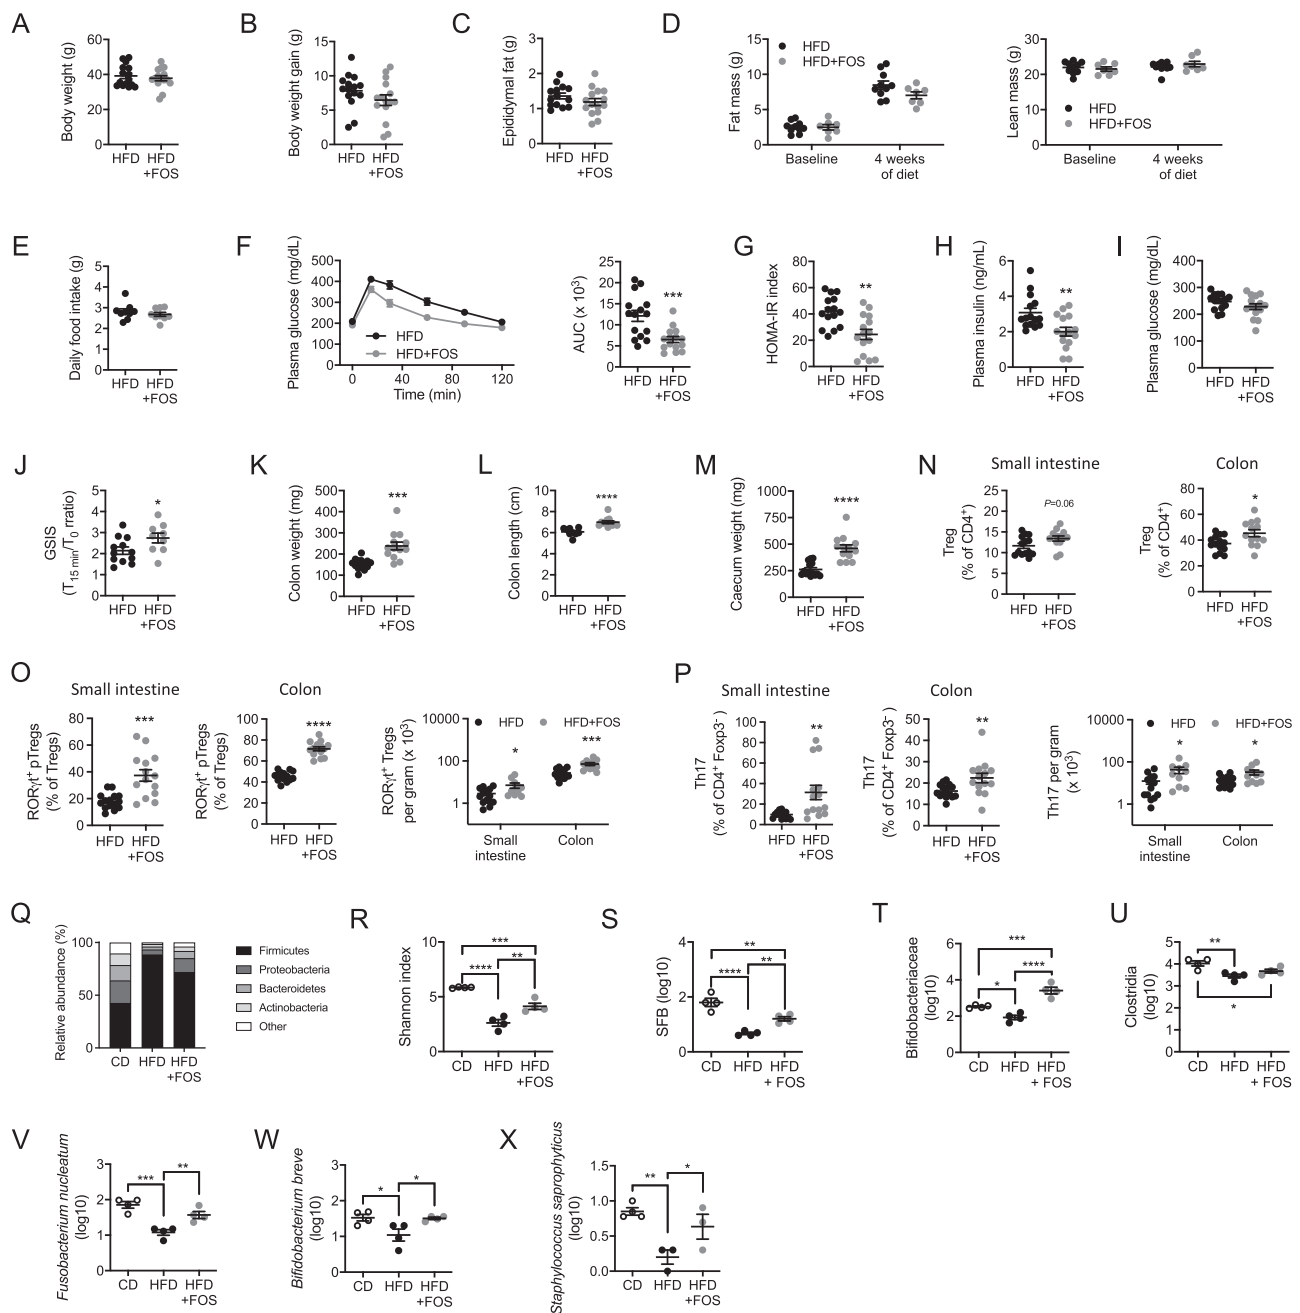 A
Body weight (g)
60
40
20
0
HFD
HFD
+FOS
B
Body weight gain (g)
15
10
5
0
HFD
HFD
+FOS
C
Epididymal fat (g)
3
2
1
0
HFD
HFD
+FOS
D
Fat mass (g)
15
10
5
0
HFD
HFD+FOS
Baseline
4 weeks
of diet
Lean mass (g)
30
20
10
0
HFD
HFD+FOS
Baseline
4 weeks
of diet
E
Daily food intake (g)
5
4
3
2
1
0
HFD
HFD
+FOS
F
Plasma glucose (mg/dL)
500
400
300
200
100
0
HFD
HFD+FOS
0
40
80
120
Time (min)
AUC (x 10³)
25
20
15
10
5
0
***
HFD
HFD
+FOS
G
HOMA-IR index
80
60
40
20
0
**
HFD
HFD
+FOS
H
Plasma insulin (ng/mL)
6
4
2
0
**
HFD
HFD
+FOS
I
Plasma glucose (mg/dL)
400
300
200
100
0
HFD
HFD
+FOS
J
GSIS
(T15 min/T0 rratio)
5
4
3
2
1
0
*
HFD
HFD
+FOS
K
Colon weight (mg)
500
400
300
200
100
0
***
HFD
HFD
+FOS
L
Colon length (cm)
10
8
6
4
2
0
****
HFD
HFD
+FOS
M
Caecum weight (mg)
1000
750
500
250
0
****
HFD
HFD
+FOS
N
Small intestine
Treg
(% of CD4⁺)
25
20
15
10
5
0
P=0.06
HFD
HFD
+FOS
Colon
Treg
(% of CD4⁺)
80
60
40
20
0
*
HFD
HFD
+FOS
O
Small intestine
RORγt⁺ pTregs
(% of Tregs)
80
60
40
20
0
***
HFD
HFD
+FOS
Colon
RORγt⁺ pTregs
(% of Tregs)
100
80
60
40
20
0
****
HFD
HFD
+FOS
RORγt⁺ Tregs
per gram (x 10³)
10000
100
1
HFD
HFD+FOS
*
***
Small
intestine
Colon
P
Small intestine
Th17
(% of CD4⁺ Foxp3⁻)
100
80
60
40
20
0
**
HFD
HFD
+FOS
Colon
Th17
(% of CD4⁺ Foxp3⁻)
50
40
30
20
10
0
**
HFD
HFD
+FOS
Th17 per gram
(x 10³)
10000
100
1
HFD
HFD+FOS
*
*
Small
intestine
Colon
Q
Relative abundance (%)
100
50
0
CD
HFD
HFD
+FOS
Firmicutes
Proteobacteria
Bacteroidetes
Actinobacteria
Other
R
Shannon index
10
5
0
***
****
**
CD
HFD
HFD
+FOS
S
SFB (log10)
4
2
0
**
****
**
CD
HFD
HFD
+ FOS
T
Bifidobacteriaceae
(log10)
6
4
2
0
***
*
****
CD
HFD
HFD
+ FOS
U
Clostridia
(log10)
5
4
3
2
1
0
**
*
CD
HFD
HFD
+ FOS
V
Fusobacterium nucleatum
(log10)
3
2
1
0
***
**
CD
HFD
HFD
+FOS
W
Bifidobacterium breve
(log10)
3
2
1
0
*
*
CD
HFD
HFD
+FOS
X
Staphylococcus saprophyticus
(log10)
1.5
1.0
0.5
0.0
**
*
CD
HFD
HFD
+FOS